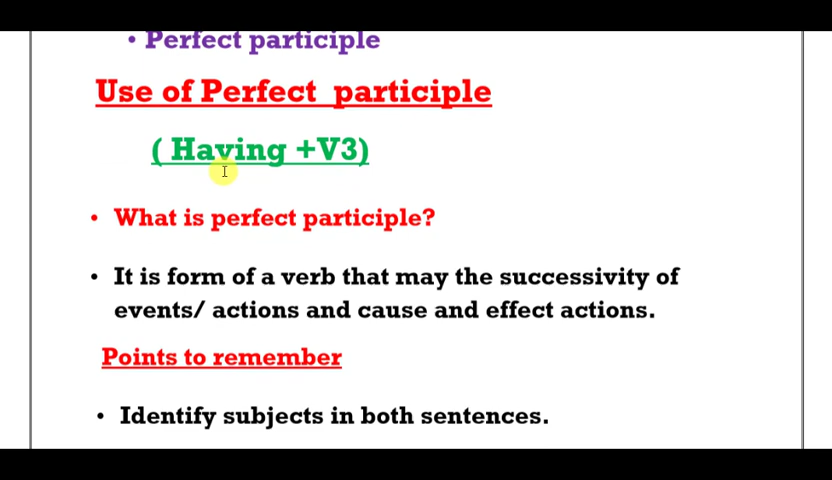 • Perfect participle
Use of Perfect participle
( Having +V3)
• What is perfect participle?
• It is form of a verb that may the successivity of
events/ actions and cause and effect actions.
Points to remember
• Identify subjects in both sentences.